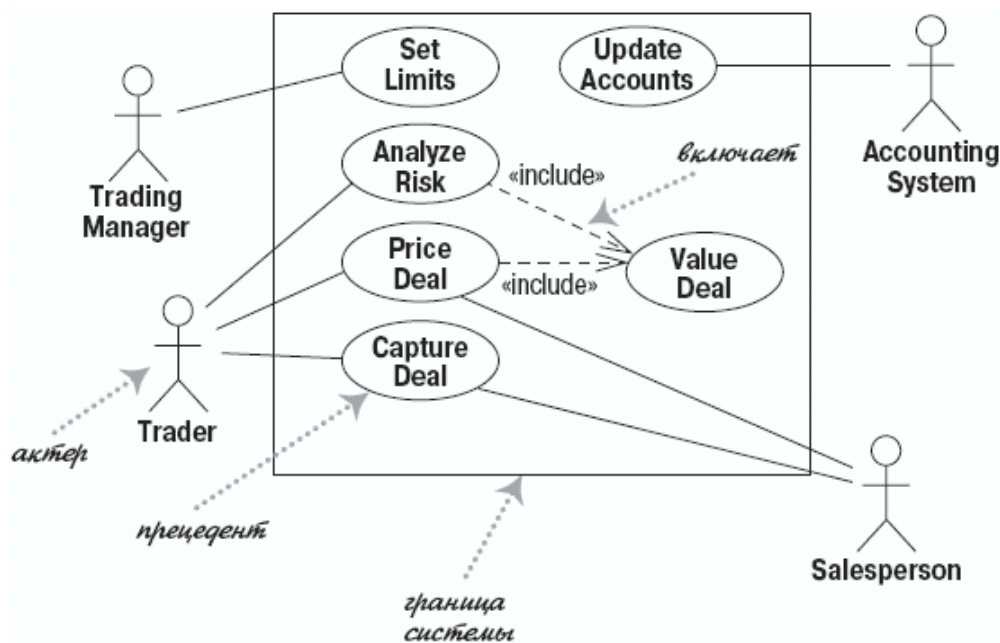 Set
Limits
Update
Accounts
Trading
Manager
Accounting
System
Analyze
Risk
включает
«include»
Price
Deal
«include»
Value
Deal
Capture
Deal
Trader
актер
прецедент
Salesperson
граница
системы